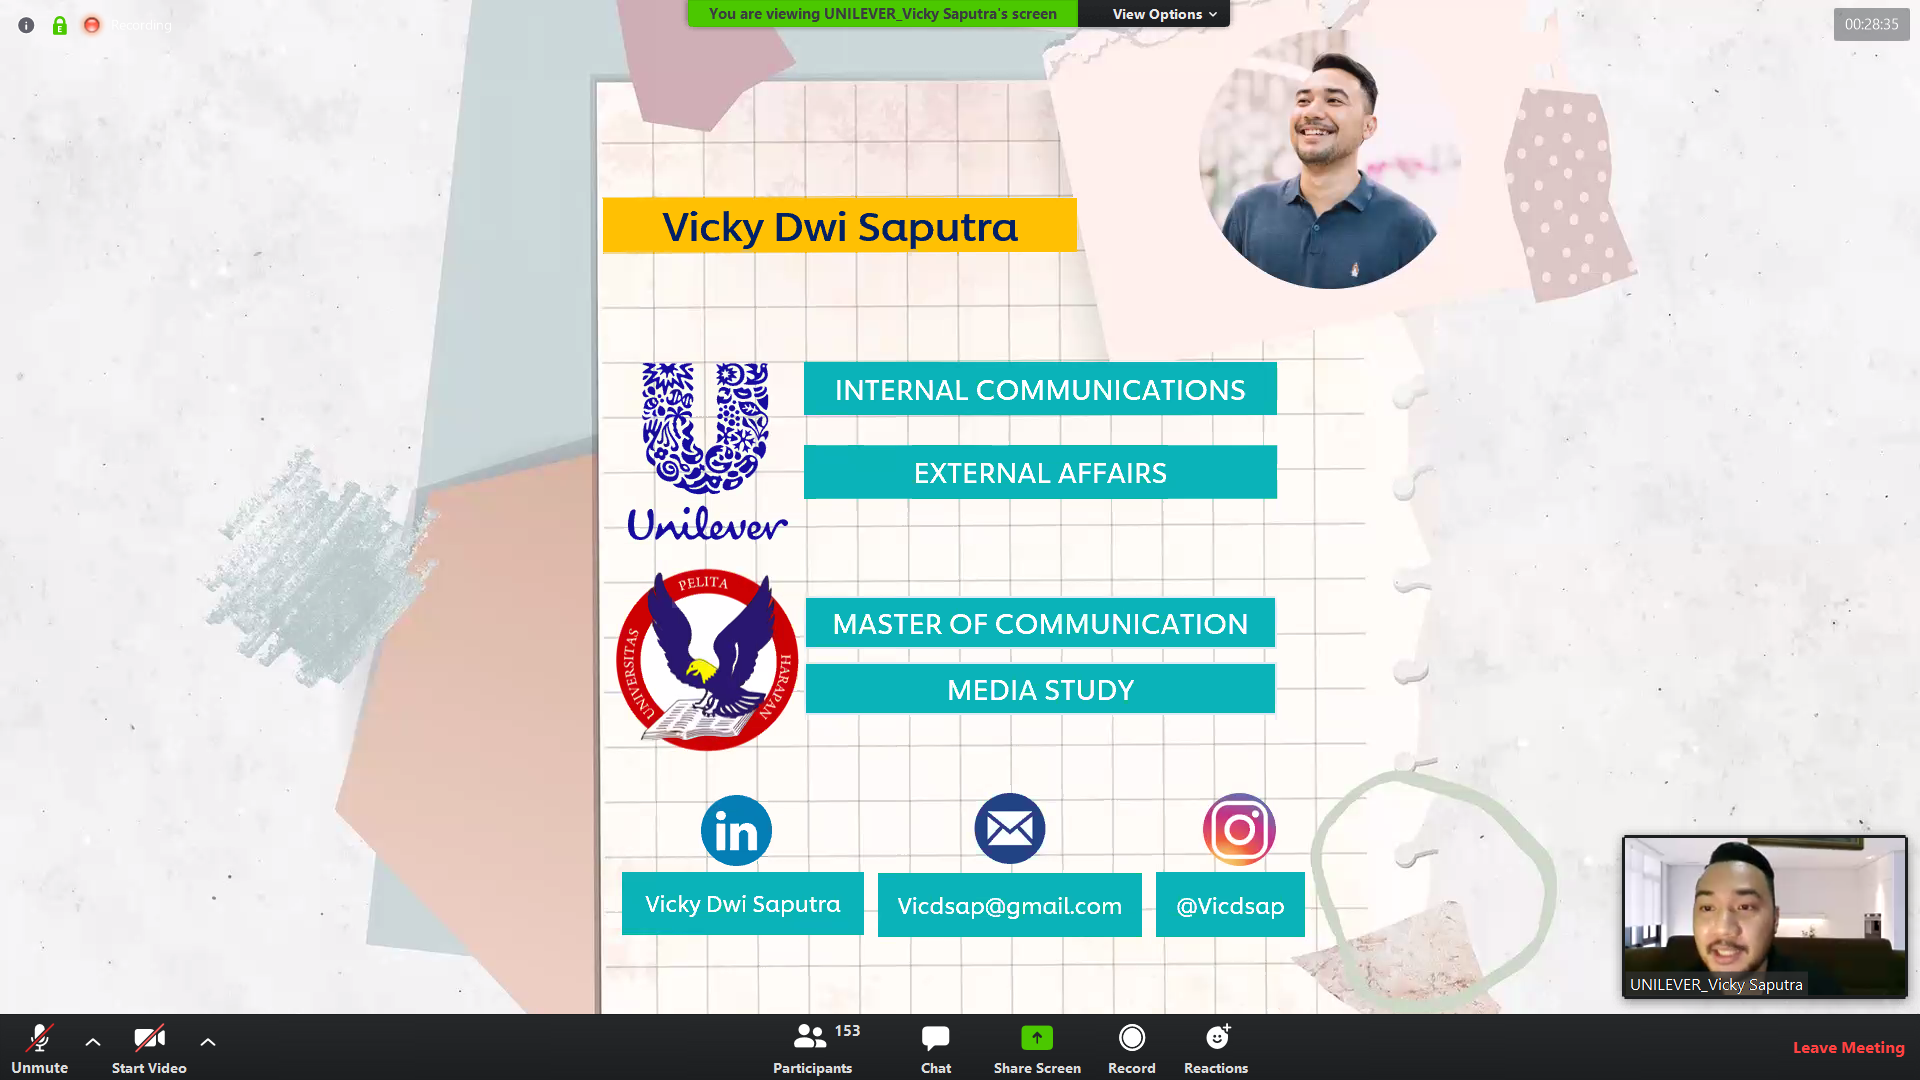 Recording
You are viewing UNILEVER_Vicky Saputra's screen
View Options
00:28:35
Vicky Dwi Saputra
INTERNAL COMMUNICATIONS
EXTERNAL AFFAIRS
Unilever
UNIVERSITAS PELITA HARAPAN
MASTER OF COMMUNICATION
MEDIA STUDY
in
Vicky Dwi Saputra
Vicdsap@gmail.com
@Vicdsap
UNILEVER_Vicky Saputra
Unmute
Start Video
153
Participants
Chat
Share Screen
Record
Reactions
Leave Meeting